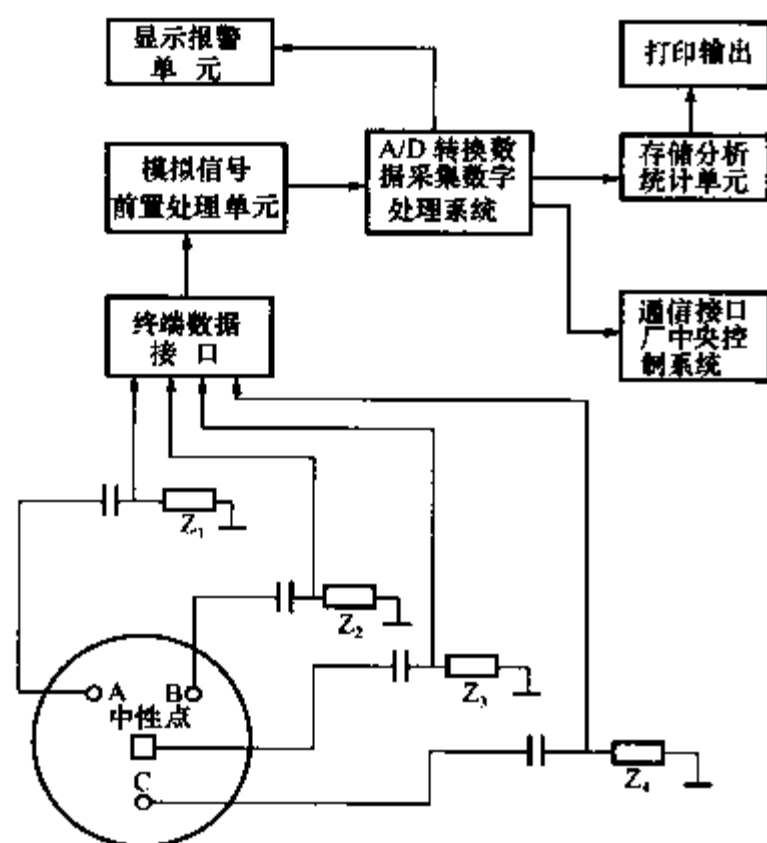 显示报警
单 元
打印输出
模拟信号
前置处理单元
A/D 转换数
据采集数字
处理系统
存储分析
统计单元
终端数据
接 口
通信接口
厂中央控
制系统
Z₁
Z₂
Z₃
Z₄
A
B
中性点
C